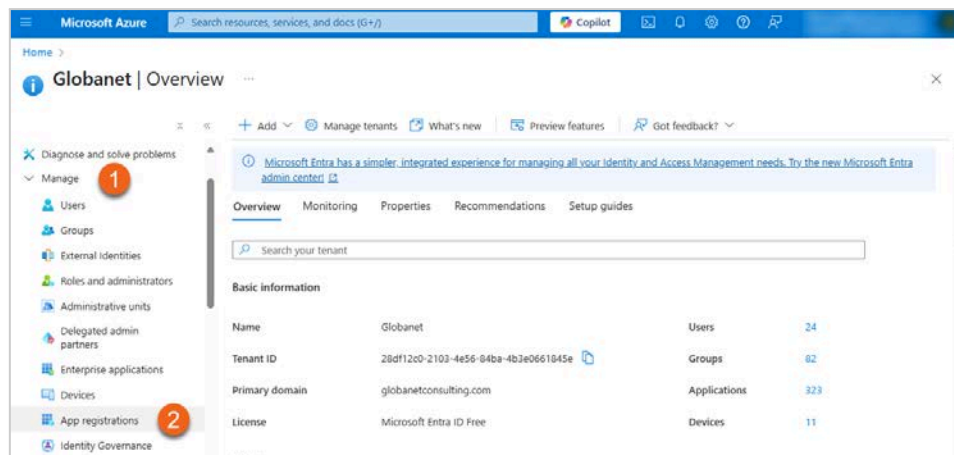 Microsoft Azure
Search resources, services, and docs (G+/)
Copilot
Home >
Globanet | Overview ...
+ Add
Manage tenants
What's new
Preview features
Got feedback?
Diagnose and solve problems
Manage
1
Users
Groups
External Identities
Roles and administrators
Administrative units
Delegated admin
partners
Enterprise applications
Devices
App registrations
2
Identity Governance
Microsoft Entra has a simpler, integrated experience for managing all your Identity and Access Management needs. Try the new Microsoft Entra
admin center!
Overview Monitoring Properties Recommendations Setup guides
Search your tenant
Basic information
Name Globanet Users 24
Tenant ID 28df12c0-2103-4e56-84ba-4b3e0661845e Groups 82
Primary domain globanetconsulting.com Applications 323
License Microsoft Entra ID Free Devices 11